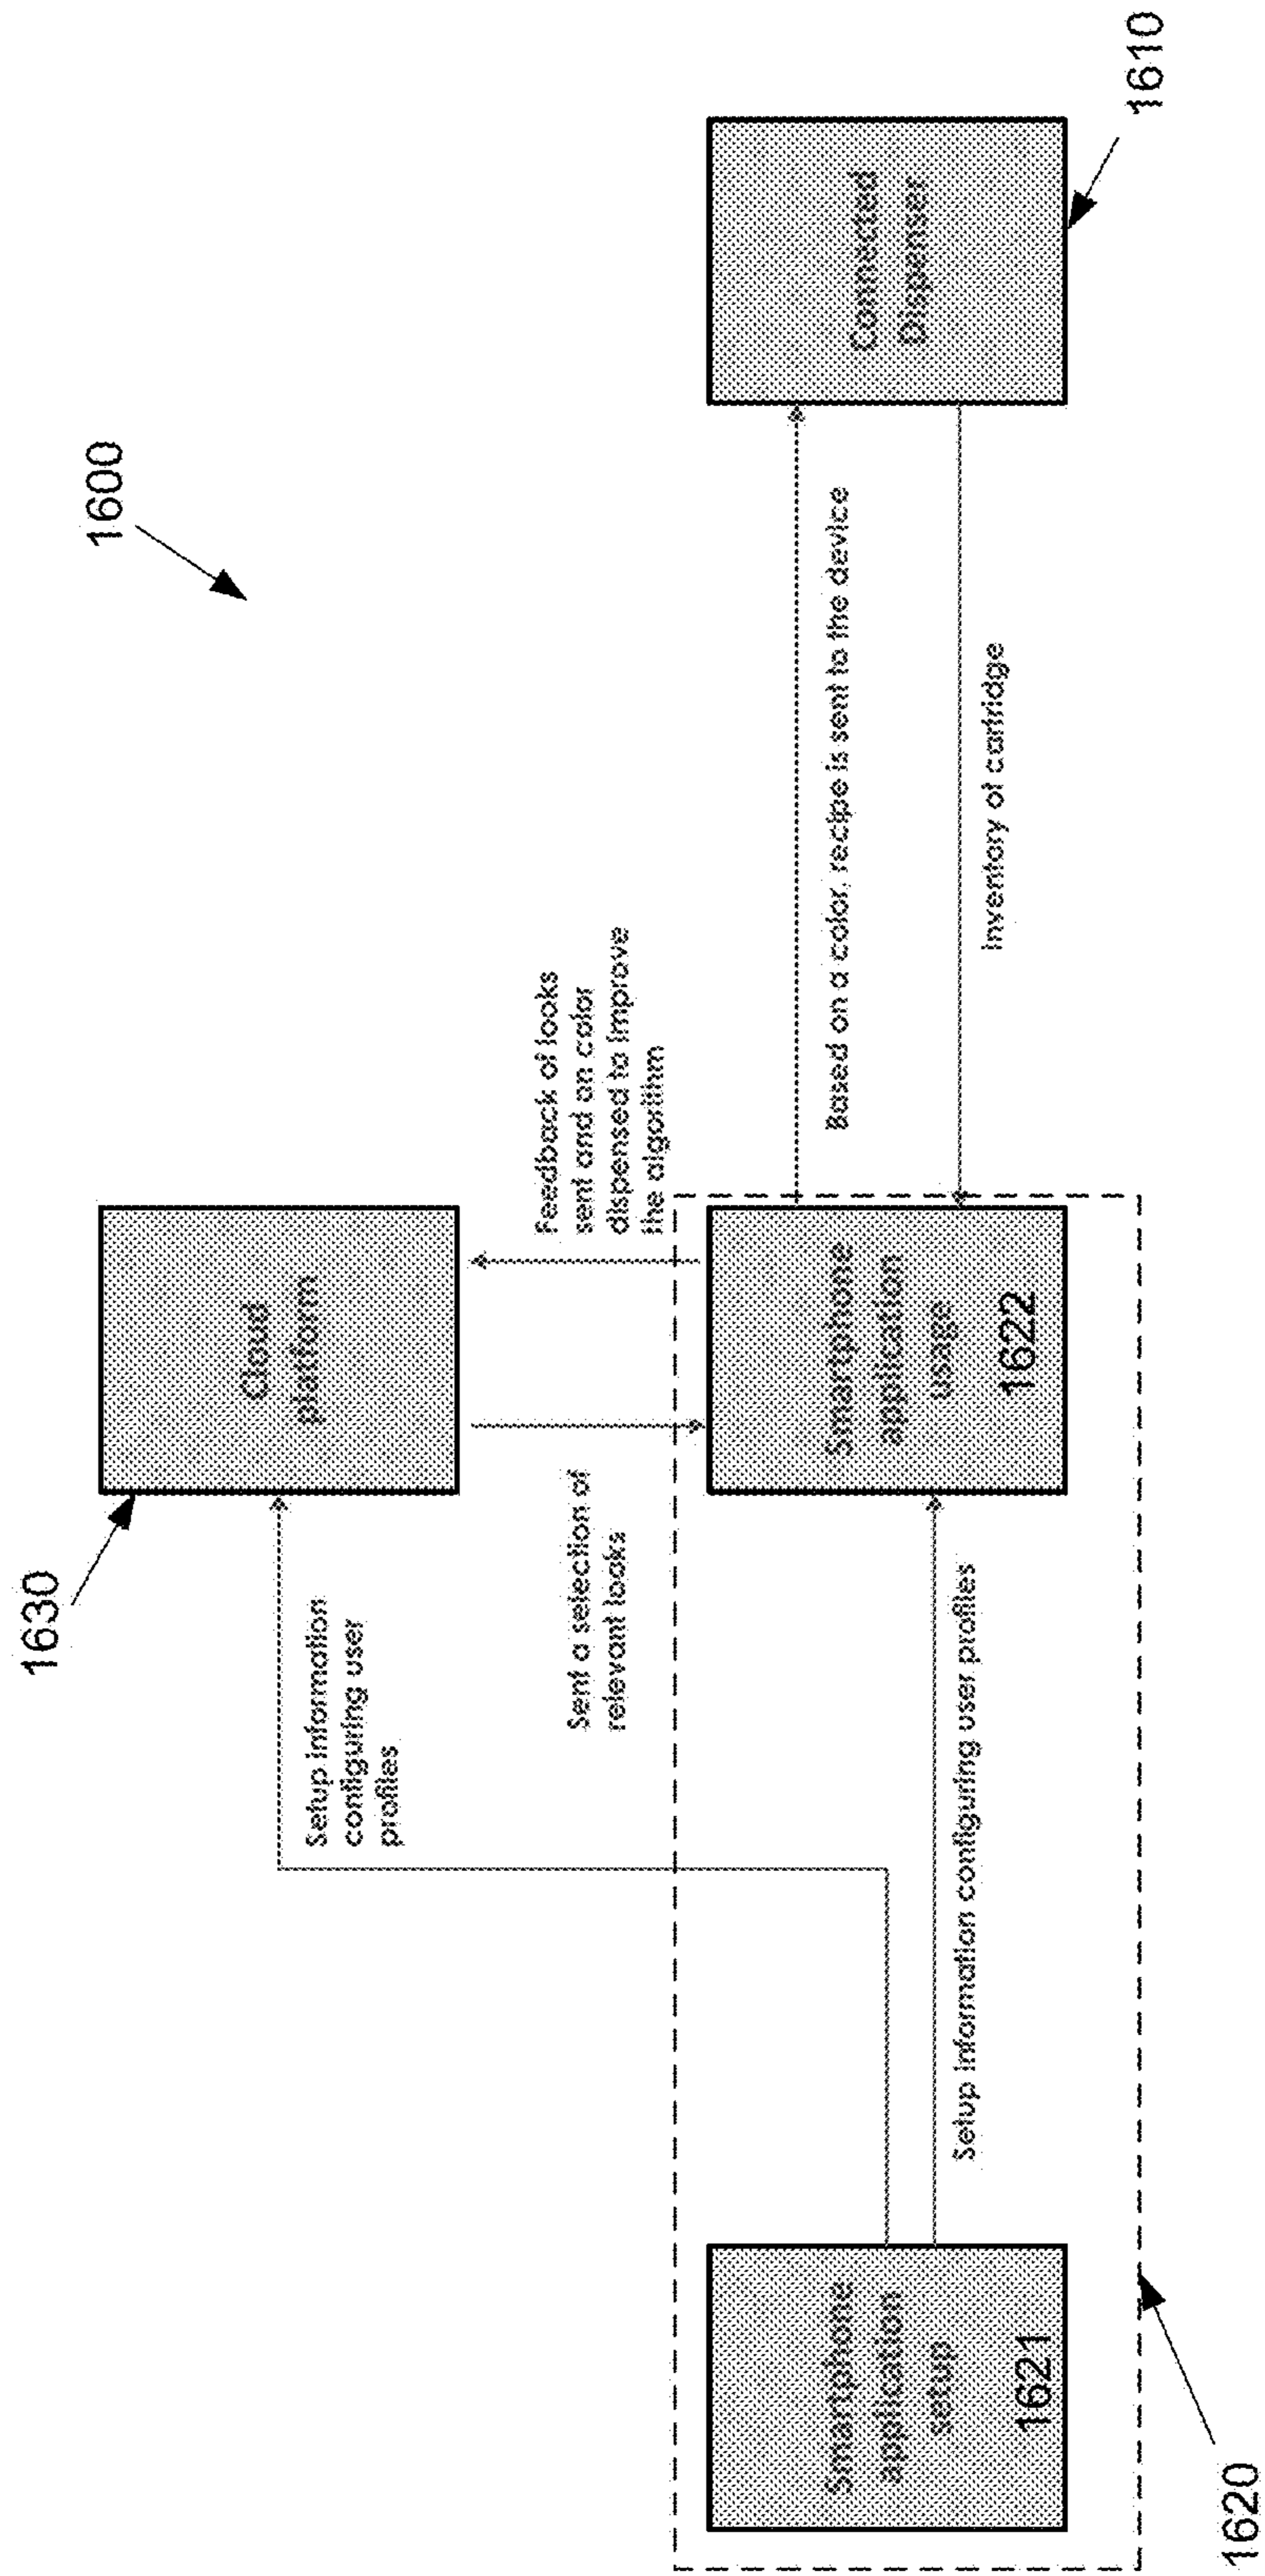 1600
1630
Cloud
platform
Setup information
configuring user
profiles
Sent a selection of
relevant looks
Feedback of looks
sent and on color
dispensed to improve
the algorithm
Smartphone
application
setup
1621
Setup information configuring user profiles
Smartphone
application
usage
1622
Based on a color, recipe is sent to the device
Inventory of cartridge
Connected
Dispenser
1610
1620